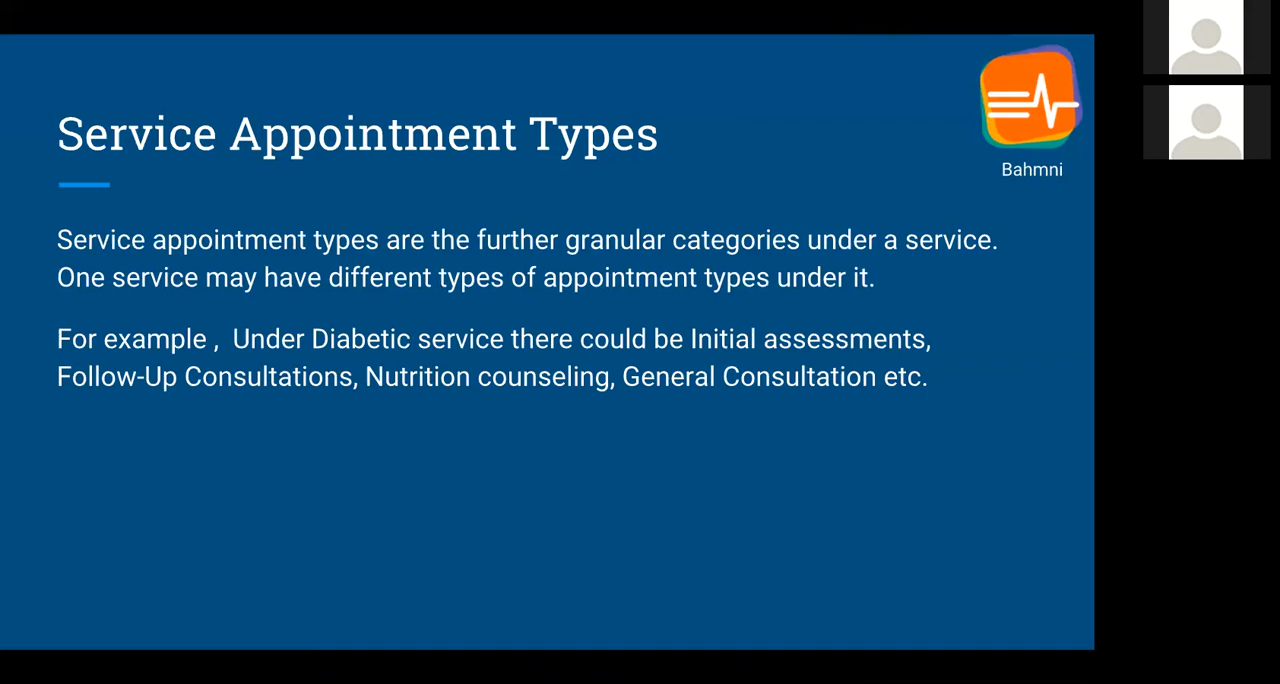 Service Appointment Types
Bahmni
Service appointment types are the further granular categories under a service.
One service may have different types of appointment types under it.
For example ,  Under Diabetic service there could be Initial assessments,
Follow-Up Consultations, Nutrition counseling, General Consultation etc.